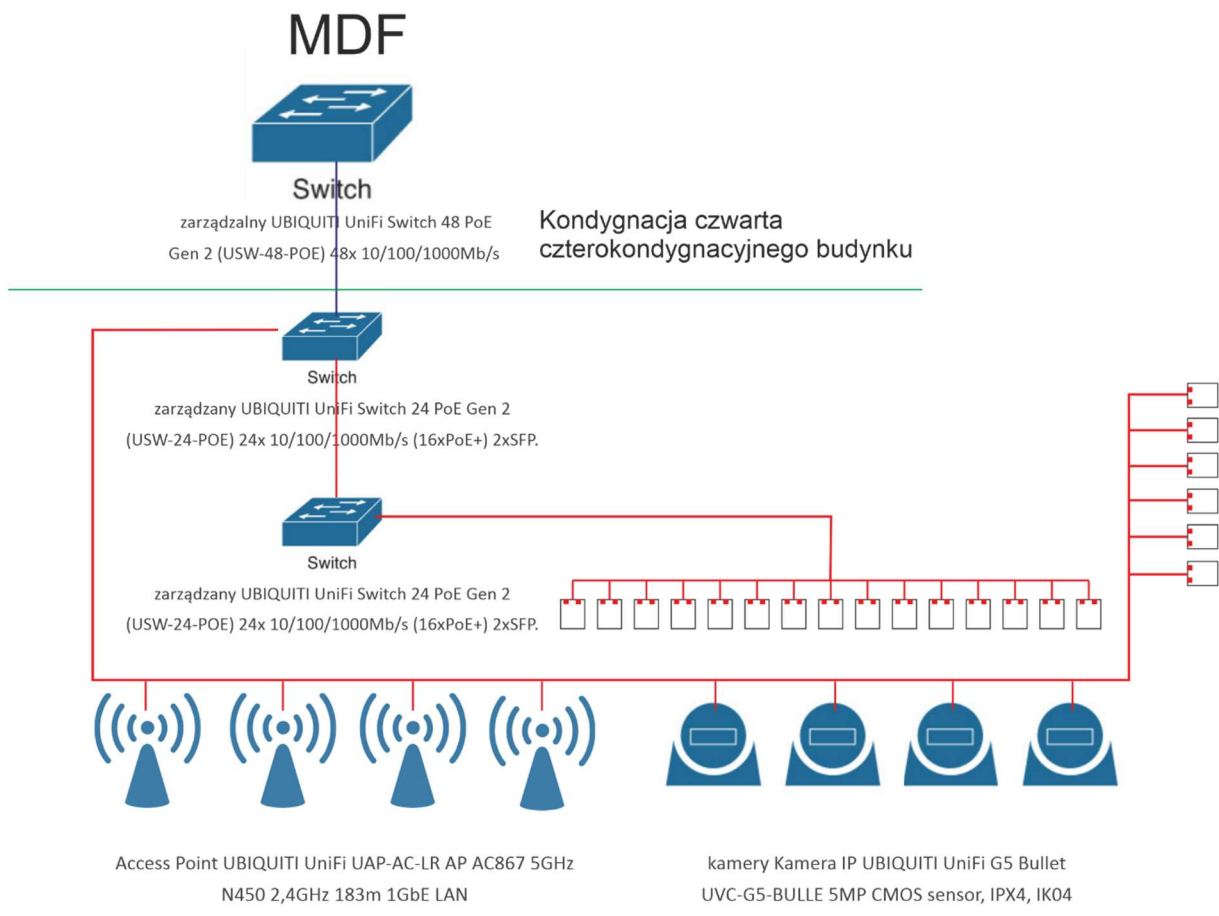 MDF
Switch
zarządzalny UBIQUITI UniFi Switch 48 PoE
Gen 2 (USW-48-POE) 48x 10/100/1000Mb/s
Kondygnacja czwarta
czterokondygnacyjnego budynku
Switch
zarządzany UBIQUITI UniFi Switch 24 PoE Gen 2
(USW-24-POE) 24x 10/100/1000Mb/s (16xPoE+) 2xSFP.
Switch
zarządzany UBIQUITI UniFi Switch 24 PoE Gen 2
(USW-24-POE) 24x 10/100/1000Mb/s (16xPoE+) 2xSFP.
Access Point UBIQUITI UniFi UAP-AC-LR AP AC867 5GHz
N450 2,4GHz 183m 1GbE LAN
kamery Kamera IP UBIQUITI UniFi G5 Bullet
UVC-G5-BULLE 5MP CMOS sensor, IPX4, IK04